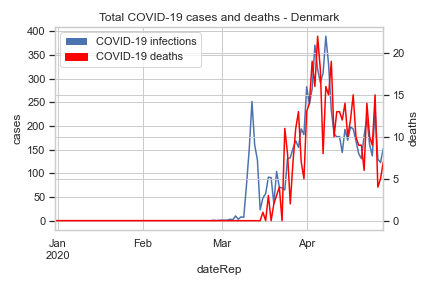 Total COVID-19 cases and deaths - Denmark
COVID-19 infections
COVID-19 deaths
400
350
300
250
200
150
100
50
0
cases
20
15
10
5
0
deaths
Jan
2020
Feb
Mar
Apr
dateRep